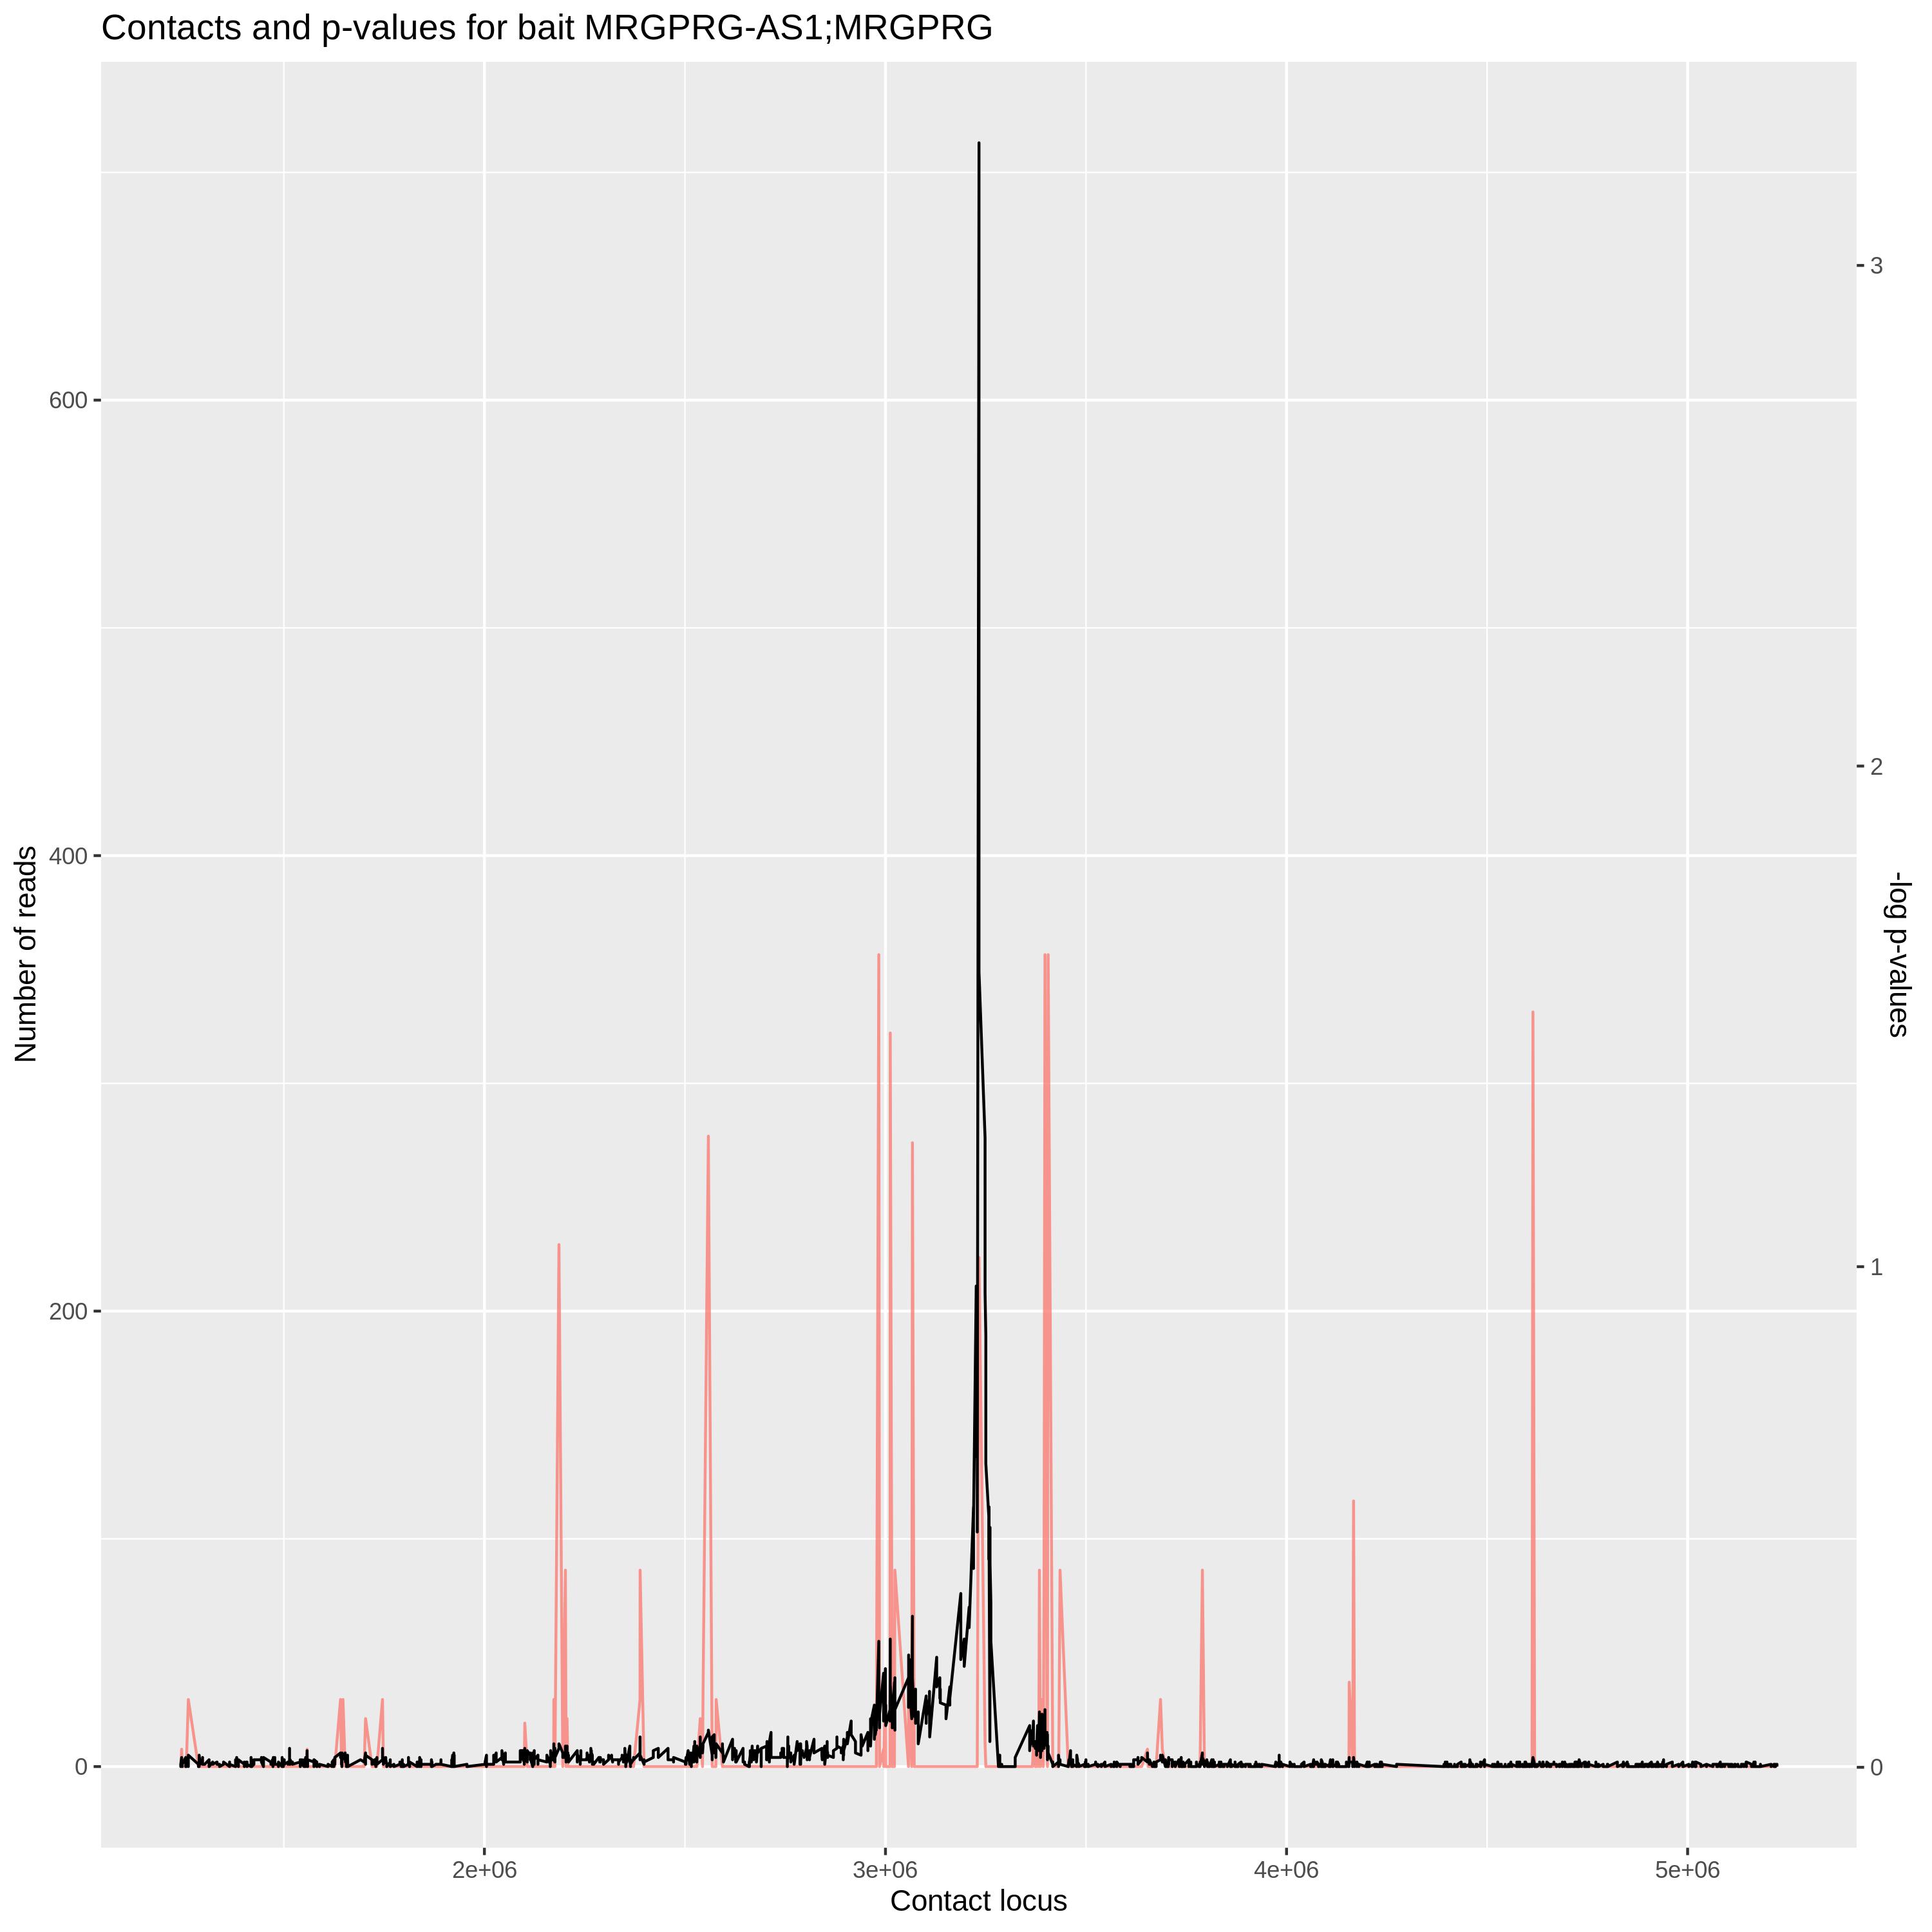 Contacts and p-values for bait MRGPRG-AS1;MRGPRG
600
400
200
0
Number of reads
3
2
1
0
-log p-values
2e+06
3e+06
4e+06
5e+06
Contact locus